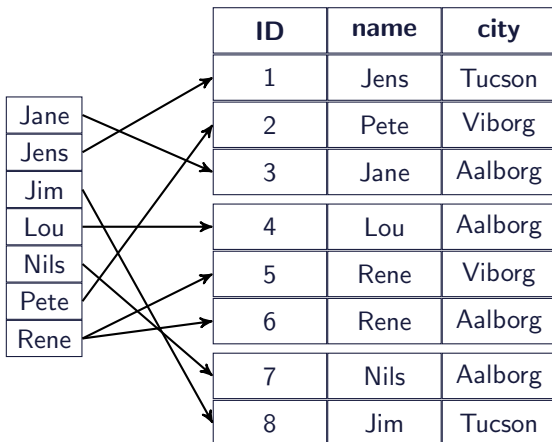 ID name city
1 Jens Tucson
2 Pete Viborg
3 Jane Aalborg
4 Lou Aalborg
5 Rene Viborg
6 Rene Aalborg
7 Nils Aalborg
8 Jim Tucson
Jane
Jens
Jim
Lou
Nils
Pete
Rene